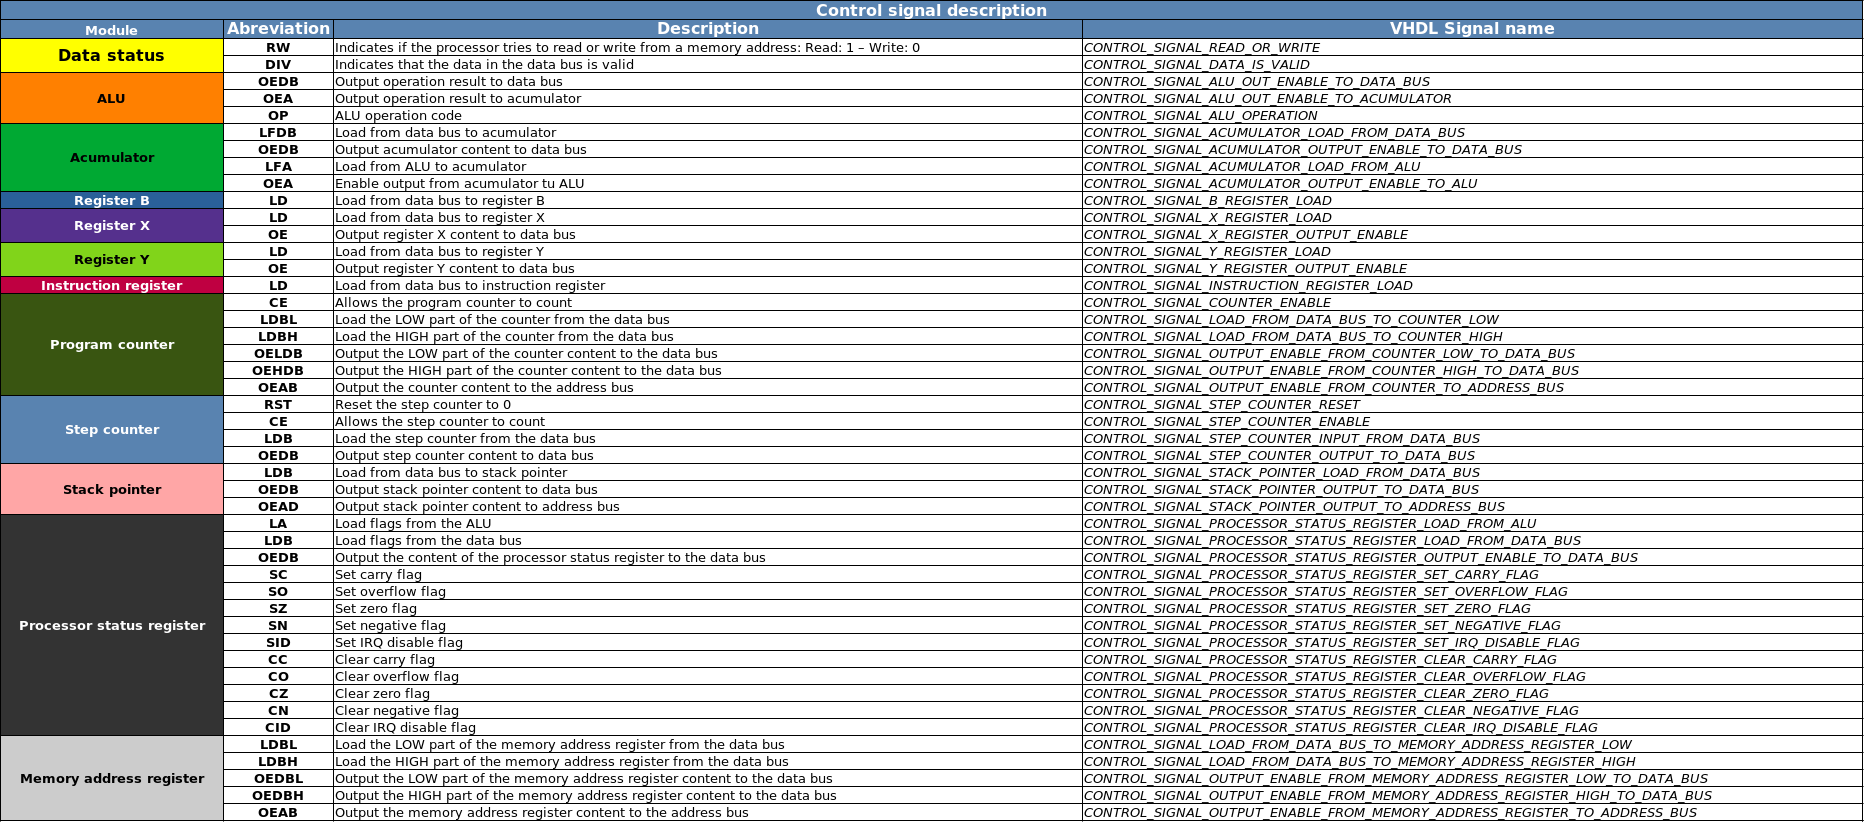 Control signal description
Module Abreviation Description VHDL Signal name
Data status
RW Indicates if the processor tries to read or write from a memory address: Read: 1 – Write: 0 CONTROL_SIGNAL_READ_OR_WRITE
DIV Indicates that the data in the data bus is valid CONTROL_SIGNAL_DATA_IS_VALID
ALU
OEDB Output operation result to data bus CONTROL_SIGNAL_ALU_OUT_ENABLE_TO_DATA_BUS
OEA Output operation result to acumulator CONTROL_SIGNAL_ALU_OUT_ENABLE_TO_ACUMULATOR
OP ALU operation code CONTROL_SIGNAL_ALU_OPERATION
Acumulator
LFDB Load from data bus to acumulator CONTROL_SIGNAL_ACUMULATOR_LOAD_FROM_DATA_BUS
OEDB Output acumulator content to data bus CONTROL_SIGNAL_ACUMULATOR_OUTPUT_ENABLE_TO_DATA_BUS
LFA Load from ALU to acumulator CONTROL_SIGNAL_ACUMULATOR_LOAD_FROM_ALU
OEA Enable output from acumulator tu ALU CONTROL_SIGNAL_ACUMULATOR_OUTPUT_ENABLE_TO_ALU
Register B LD Load from data bus to register B CONTROL_SIGNAL_B_REGISTER_LOAD
Register X
LD Load from data bus to register X CONTROL_SIGNAL_X_REGISTER_LOAD
OE Output register X content to data bus CONTROL_SIGNAL_X_REGISTER_OUTPUT_ENABLE
Register Y
LD Load from data bus to register Y CONTROL_SIGNAL_Y_REGISTER_LOAD
OE Output register Y content to data bus CONTROL_SIGNAL_Y_REGISTER_OUTPUT_ENABLE
Instruction register LD Load from data bus to instruction register CONTROL_SIGNAL_INSTRUCTION_REGISTER_LOAD
Program counter
CE Allows the program counter to count CONTROL_SIGNAL_COUNTER_ENABLE
LDBL Load the LOW part of the counter from the data bus CONTROL_SIGNAL_LOAD_FROM_DATA_BUS_TO_COUNTER_LOW
LDBH Load the HIGH part of the counter from the data bus CONTROL_SIGNAL_LOAD_FROM_DATA_BUS_TO_COUNTER_HIGH
OELDB Output the LOW part of the counter content to the data bus CONTROL_SIGNAL_OUTPUT_ENABLE_FROM_COUNTER_LOW_TO_DATA_BUS
OEHDB Output the HIGH part of the counter content to the data bus CONTROL_SIGNAL_OUTPUT_ENABLE_FROM_COUNTER_HIGH_TO_DATA_BUS
OEAB Output the counter content to the address bus CONTROL_SIGNAL_OUTPUT_ENABLE_FROM_COUNTER_TO_ADDRESS_BUS
Step counter
RST Reset the step counter to 0 CONTROL_SIGNAL_STEP_COUNTER_RESET
CE Allows the step counter to count CONTROL_SIGNAL_STEP_COUNTER_ENABLE
LDB Load the step counter from the data bus CONTROL_SIGNAL_STEP_COUNTER_INPUT_FROM_DATA_BUS
OEDB Output step counter content to data bus CONTROL_SIGNAL_STEP_COUNTER_OUTPUT_TO_DATA_BUS
Stack pointer
LDB Load from data bus to stack pointer CONTROL_SIGNAL_STACK_POINTER_LOAD_FROM_DATA_BUS
OEDB Output stack pointer content to data bus CONTROL_SIGNAL_STACK_POINTER_OUTPUT_TO_DATA_BUS
OEAD Output stack pointer content to address bus CONTROL_SIGNAL_STACK_POINTER_OUTPUT_TO_ADDRESS_BUS
Processor status register
LA Load flags from the ALU CONTROL_SIGNAL_PROCESSOR_STATUS_REGISTER_LOAD_FROM_ALU
LDB Load flags from the data bus CONTROL_SIGNAL_PROCESSOR_STATUS_REGISTER_LOAD_FROM_DATA_BUS
OEDB Output the content of the processor status register to the data bus CONTROL_SIGNAL_PROCESSOR_STATUS_REGISTER_OUTPUT_ENABLE_TO_DATA_BUS
SC Set carry flag CONTROL_SIGNAL_PROCESSOR_STATUS_REGISTER_SET_CARRY_FLAG
SO Set overflow flag CONTROL_SIGNAL_PROCESSOR_STATUS_REGISTER_SET_OVERFLOW_FLAG
SZ Set zero flag CONTROL_SIGNAL_PROCESSOR_STATUS_REGISTER_SET_ZERO_FLAG
SN Set negative flag CONTROL_SIGNAL_PROCESSOR_STATUS_REGISTER_SET_NEGATIVE_FLAG
SID Set IRQ disable flag CONTROL_SIGNAL_PROCESSOR_STATUS_REGISTER_SET_IRQ_DISABLE_FLAG
CC Clear carry flag CONTROL_SIGNAL_PROCESSOR_STATUS_REGISTER_CLEAR_CARRY_FLAG
CO Clear overflow flag CONTROL_SIGNAL_PROCESSOR_STATUS_REGISTER_CLEAR_OVERFLOW_FLAG
CZ Clear zero flag CONTROL_SIGNAL_PROCESSOR_STATUS_REGISTER_CLEAR_ZERO_FLAG
CN Clear negative flag CONTROL_SIGNAL_PROCESSOR_STATUS_REGISTER_CLEAR_NEGATIVE_FLAG
CID Clear IRQ disable flag CONTROL_SIGNAL_PROCESSOR_STATUS_REGISTER_CLEAR_IRQ_DISABLE_FLAG
Memory address register
LDBL Load the LOW part of the memory address register from the data bus CONTROL_SIGNAL_LOAD_FROM_DATA_BUS_TO_MEMORY_ADDRESS_REGISTER_LOW
LDBH Load the HIGH part of the memory address register from the data bus CONTROL_SIGNAL_LOAD_FROM_DATA_BUS_TO_MEMORY_ADDRESS_REGISTER_HIGH
OEDBL Output the LOW part of the memory address register content to the data bus CONTROL_SIGNAL_OUTPUT_ENABLE_FROM_MEMORY_ADDRESS_REGISTER_LOW_TO_DATA_BUS
OEDBH Output the HIGH part of the memory address register content to the data bus CONTROL_SIGNAL_OUTPUT_ENABLE_FROM_MEMORY_ADDRESS_REGISTER_HIGH_TO_DATA_BUS
OEAB Output the memory address register content to the address bus CONTROL_SIGNAL_OUTPUT_ENABLE_FROM_MEMORY_ADDRESS_REGISTER_TO_ADDRESS_BUS